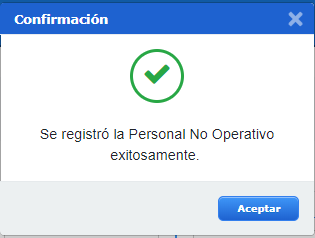 Confirmación
Se registró la Personal No Operativo
exitosamente.
Aceptar